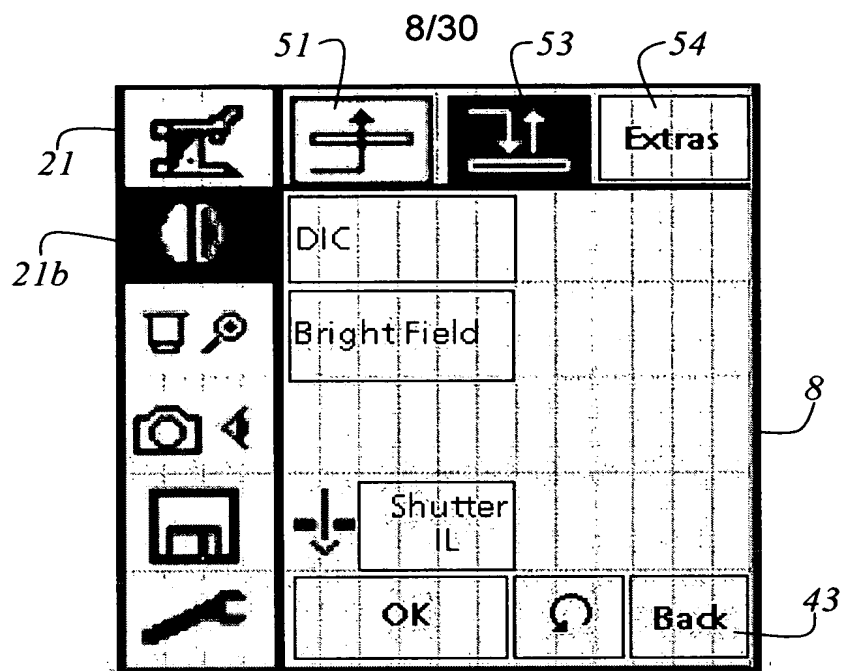 8/30
51
53
54
21
Extras
21b
DIC
Bright Field
8
Shutter
IL
OK
Back
43